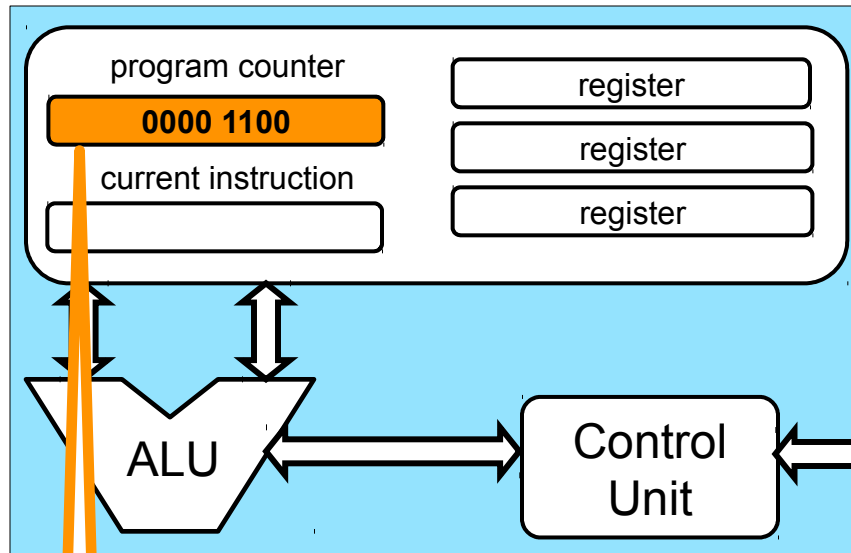 program counter
0000 1100
current instruction
register
register
register
ALU
Control
Unit